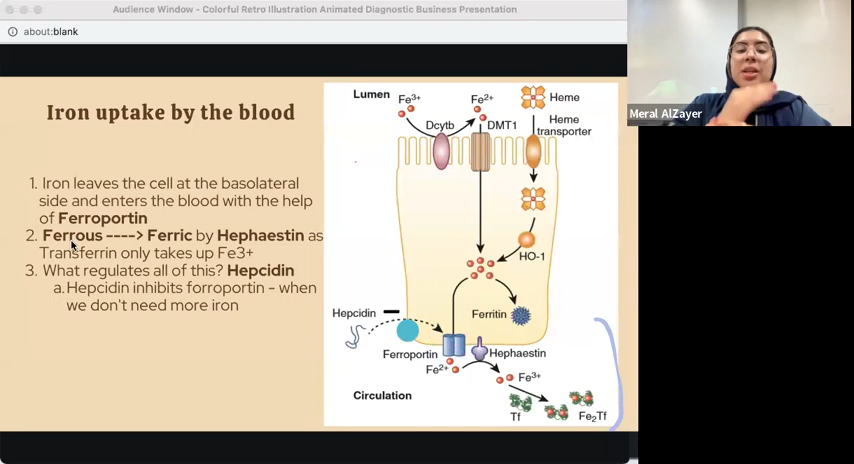 Audience Window - Colorful Retro Illustration Animated Diagnostic Business Presentation
about:blank
Meral AlZayer
Iron uptake by the blood
1. Iron leaves the cell at the basolateral
side and enters the blood with the help
of Ferroportin
2. Ferrous ----> Ferric by Hephaestin as
Transferrin only takes up Fe3+
3. What regulates all of this? Hepcidin
a. Hepcidin inhibits forroportin - when
we don't need more iron
Lumen
Fe3+
Fe2+
Heme
Dcytb
DMT1
Heme
transporter
HO-1
Hepcidin
Ferritin
Ferroportin
Hephaestin
Fe2+
Fe3+
Circulation
Tf
Fe2Tf